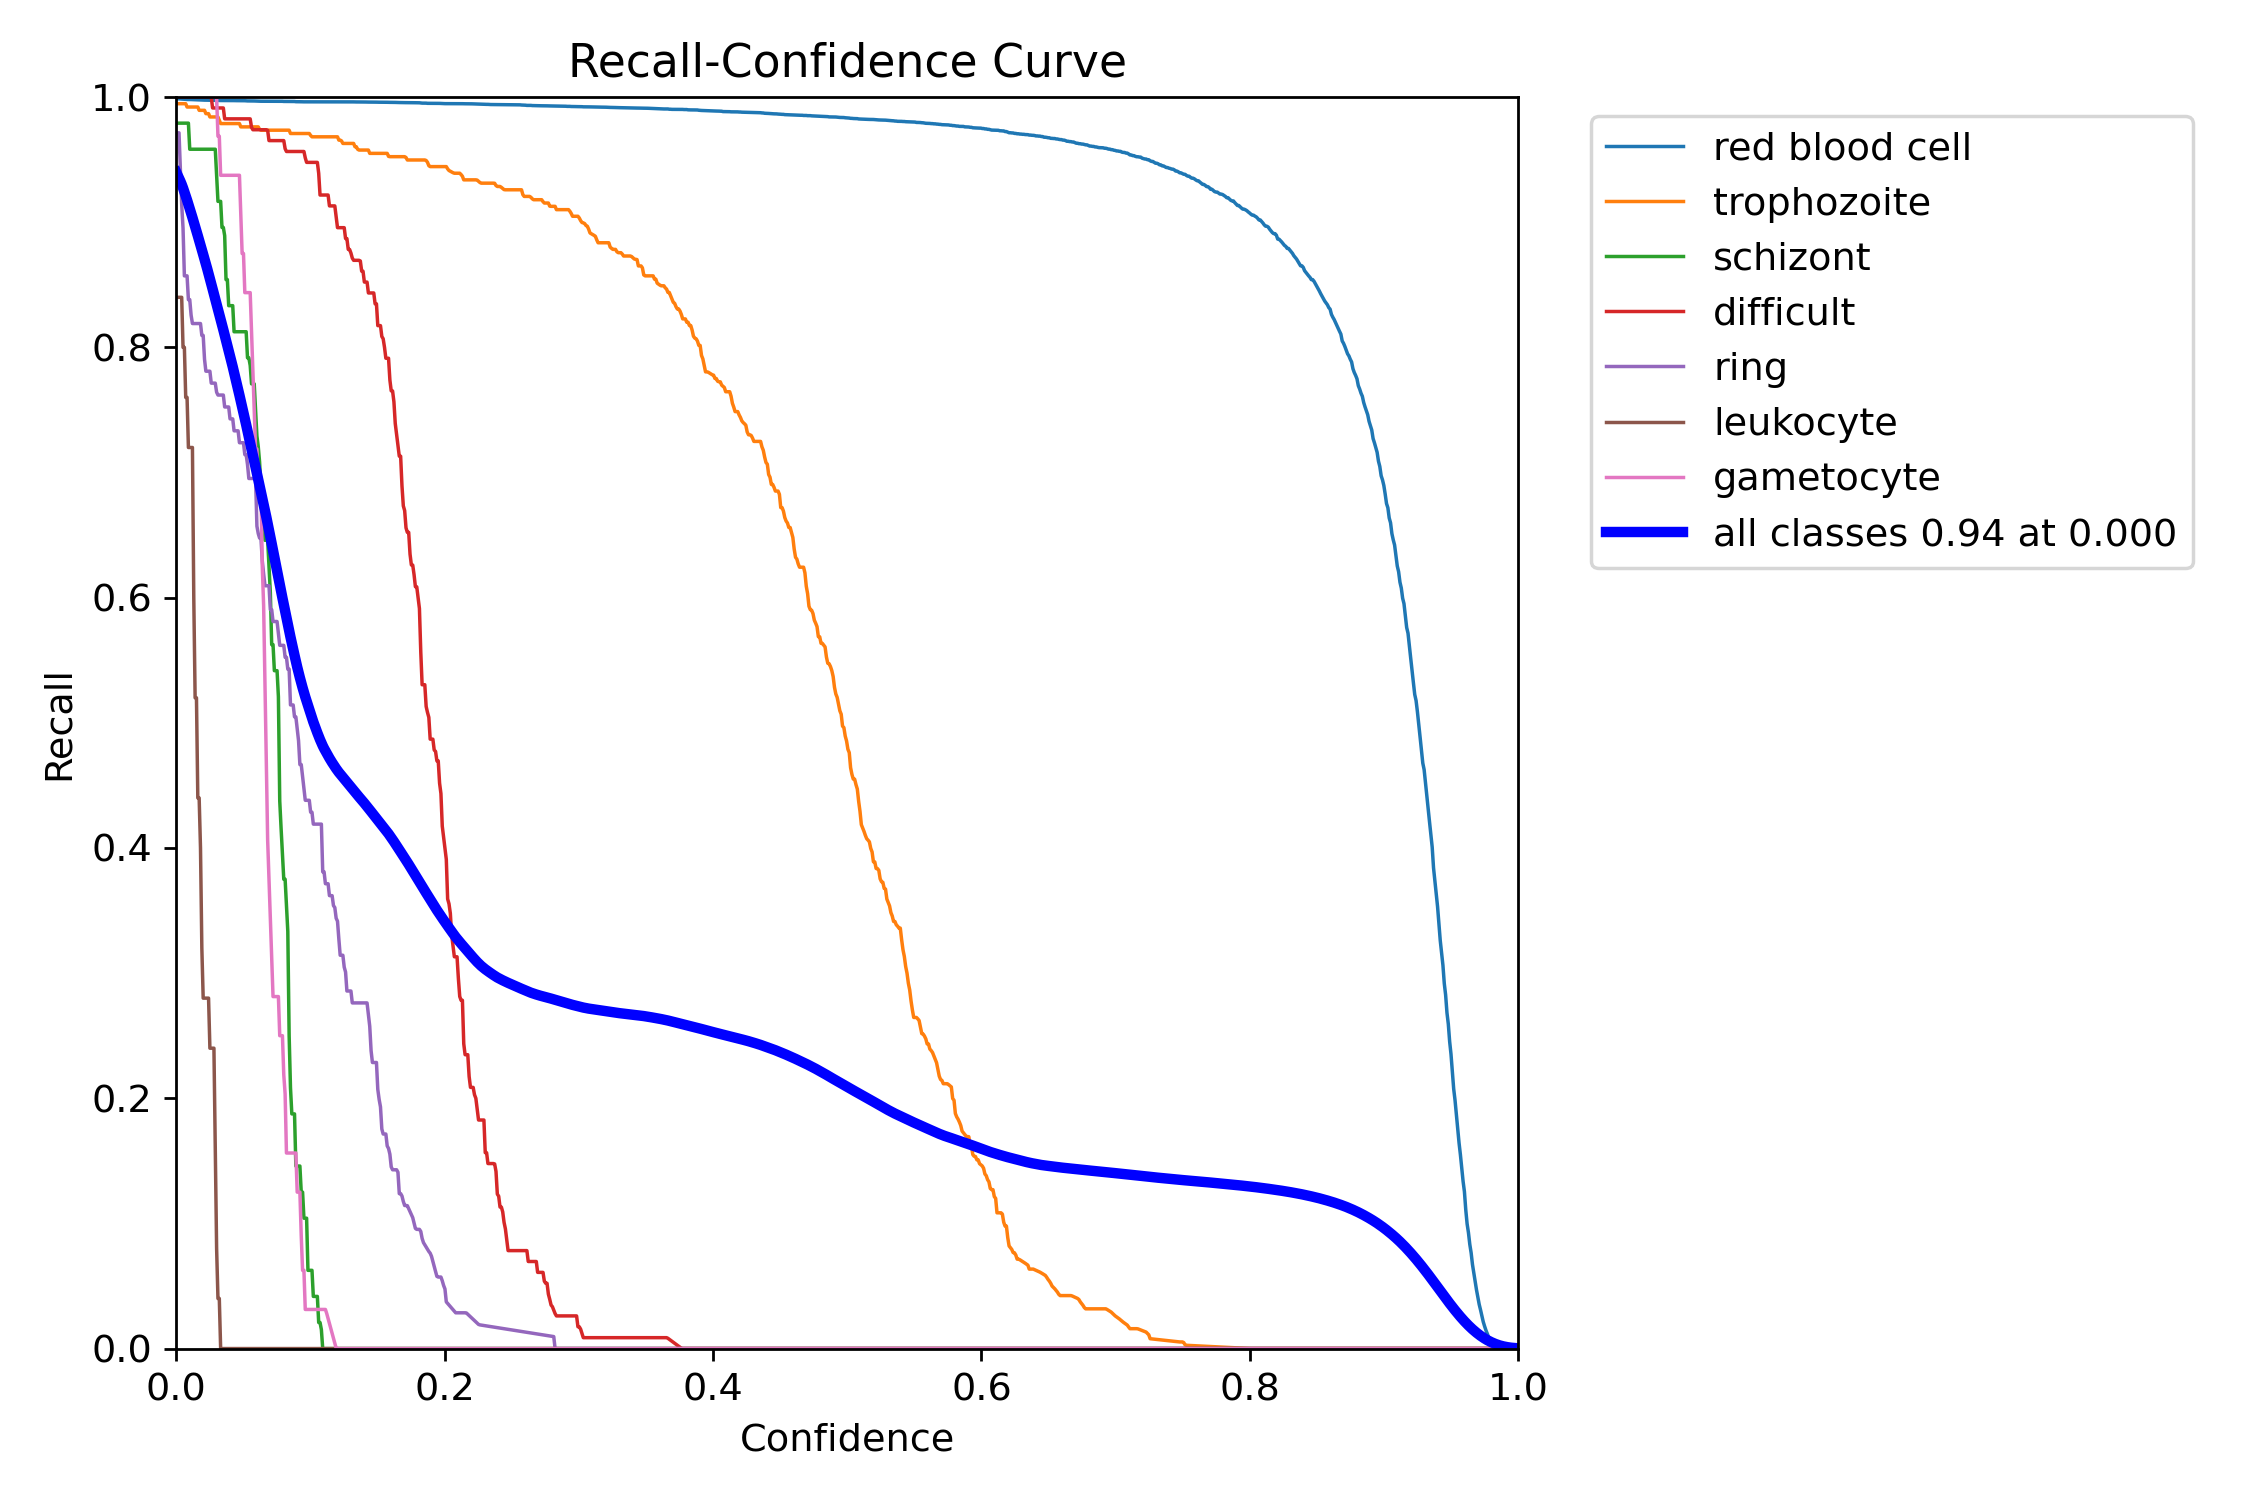 Recall-Confidence Curve
1.0
0.8
0.6
0.4
0.2
0.0
Recall
0.0 0.2 0.4 0.6 0.8 1.0
Confidence
red blood cell
trophozoite
schizont
difficult
ring
leukocyte
gametocyte
all classes 0.94 at 0.000